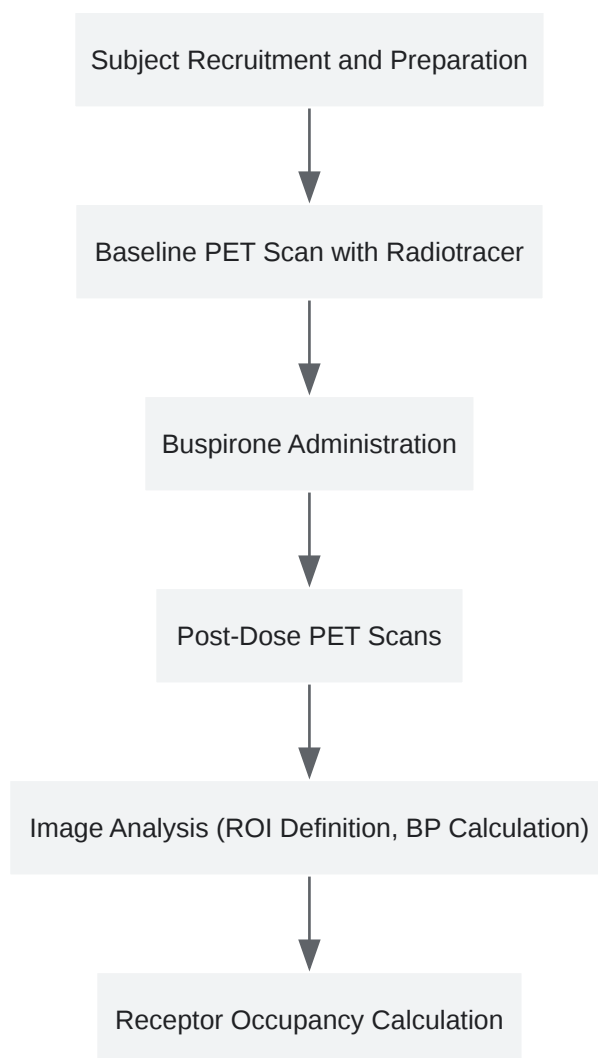 Subject Recruitment and Preparation
Baseline PET Scan with Radiotracer
Buspirone Administration
Post-Dose PET Scans
Image Analysis (ROI Definition, BP Calculation)
Receptor Occupancy Calculation